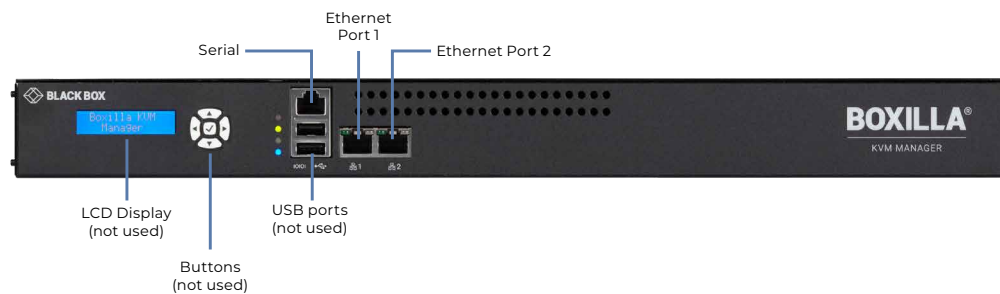 Ethernet
Port 1
Serial
Ethernet Port 2
BLACK BOX
Boxilla KVM
Manager
BOXILLA®
KVM MANAGER
1
2
LCD Display
(not used)
USB ports
(not used)
Buttons
(not used)